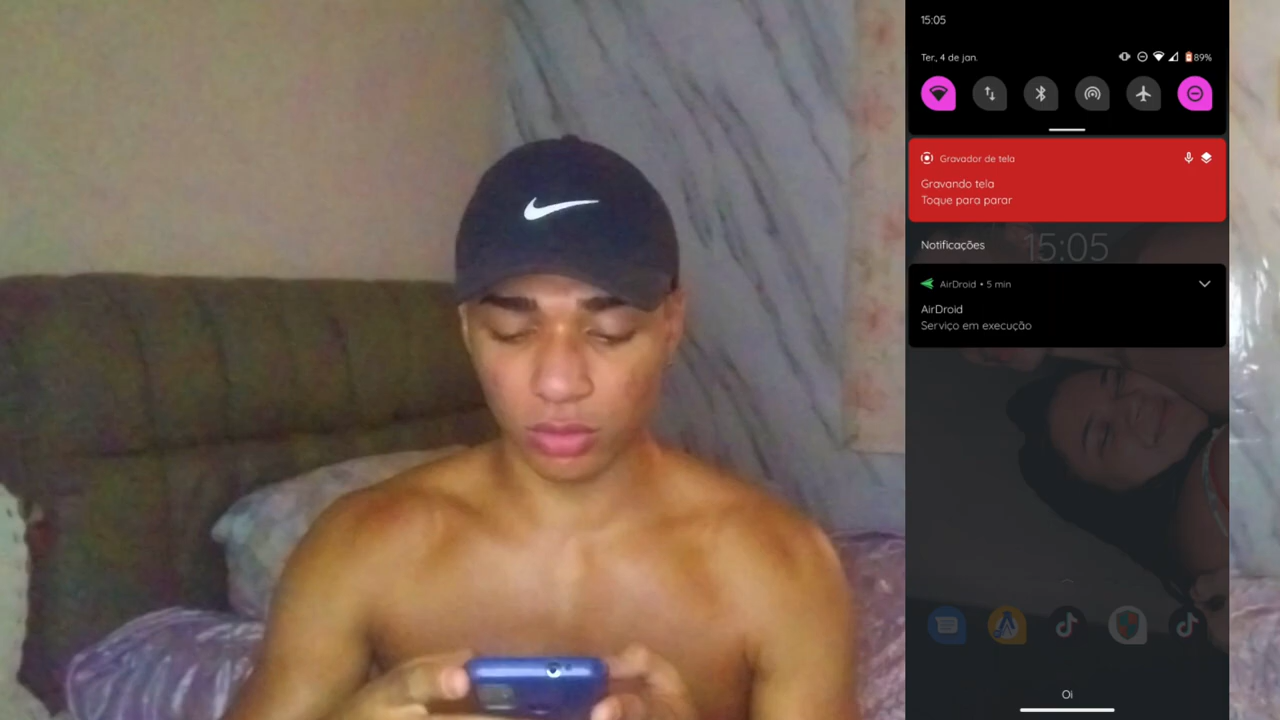 15:05
Ter., 4 de jan.
89%
Gravador de tela
Gravando tela
Toque para parar
Notificações
15:05
AirDroid • 5 min
AirDroid
Serviço em execução
Oi